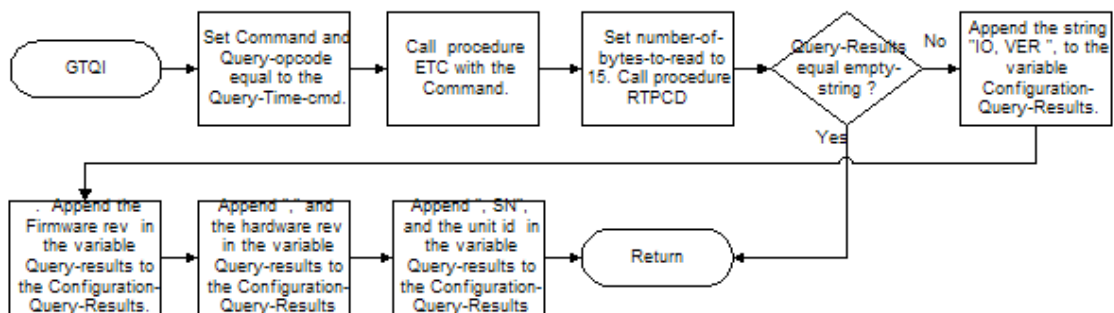 GTQI
Set Command and
Query-opcode
equal to the
Query-Time-cmd.
Call procedure
ETC with the
Command.
Set number-of-
bytes-to-read to
15. Call procedure
RTPCD
Query-Results
equal empty-
string ?
No
Yes
Append the string
"IO, VER ", to the
variable
Configuration-
Query-Results.
. Append the
Firmware rev in
the variable
Query-results to
the Configuration-
Query-Results.
Append "," and
the hardware rev
in the variable
Query-results to
the Configuration-
Query-Results
Append ", SN",
and the unit id in
the variable
Query-results to
the Configuration-
Query-Results
Return